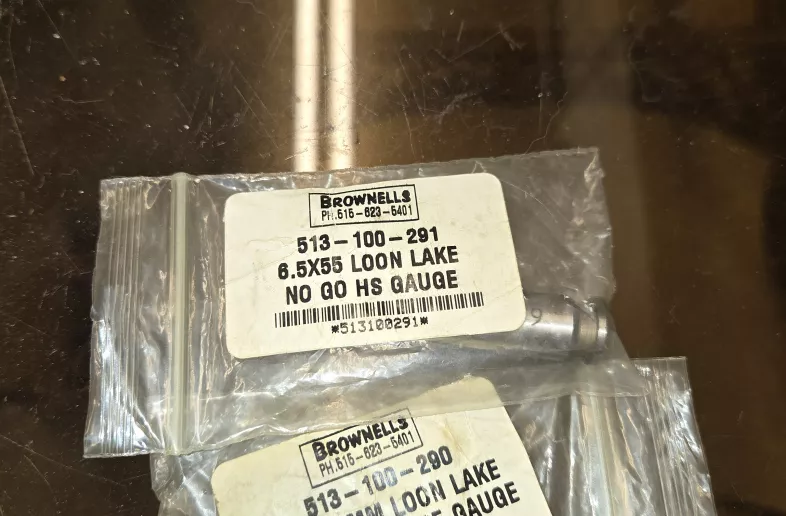 BROWNELLS
PH.515-623-5401
513-100-291
6.5X55 LOON LAKE
NO GO HS GAUGE
*513100291*
9
BROWNELLS
PH.515-623-5401
513-100-290
LOON LAKE
GAUGE